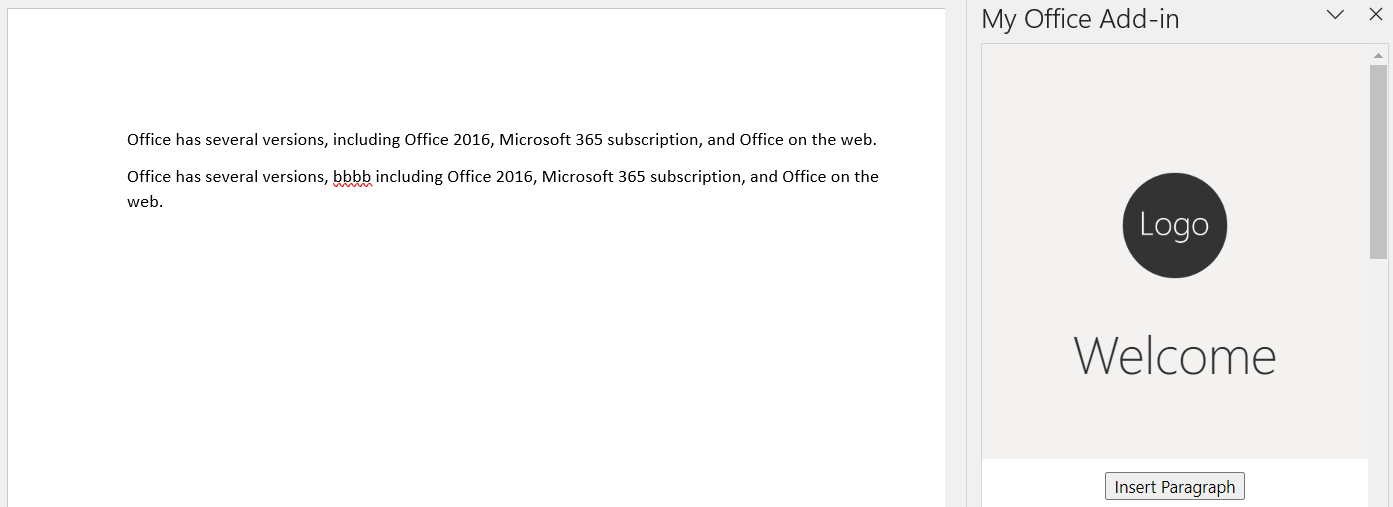 My Office Add-in
Office has several versions, including Office 2016, Microsoft 365 subscription, and Office on the web.
Office has several versions, bbbb including Office 2016, Microsoft 365 subscription, and Office on the
web.
Logo
Welcome
Insert Paragraph